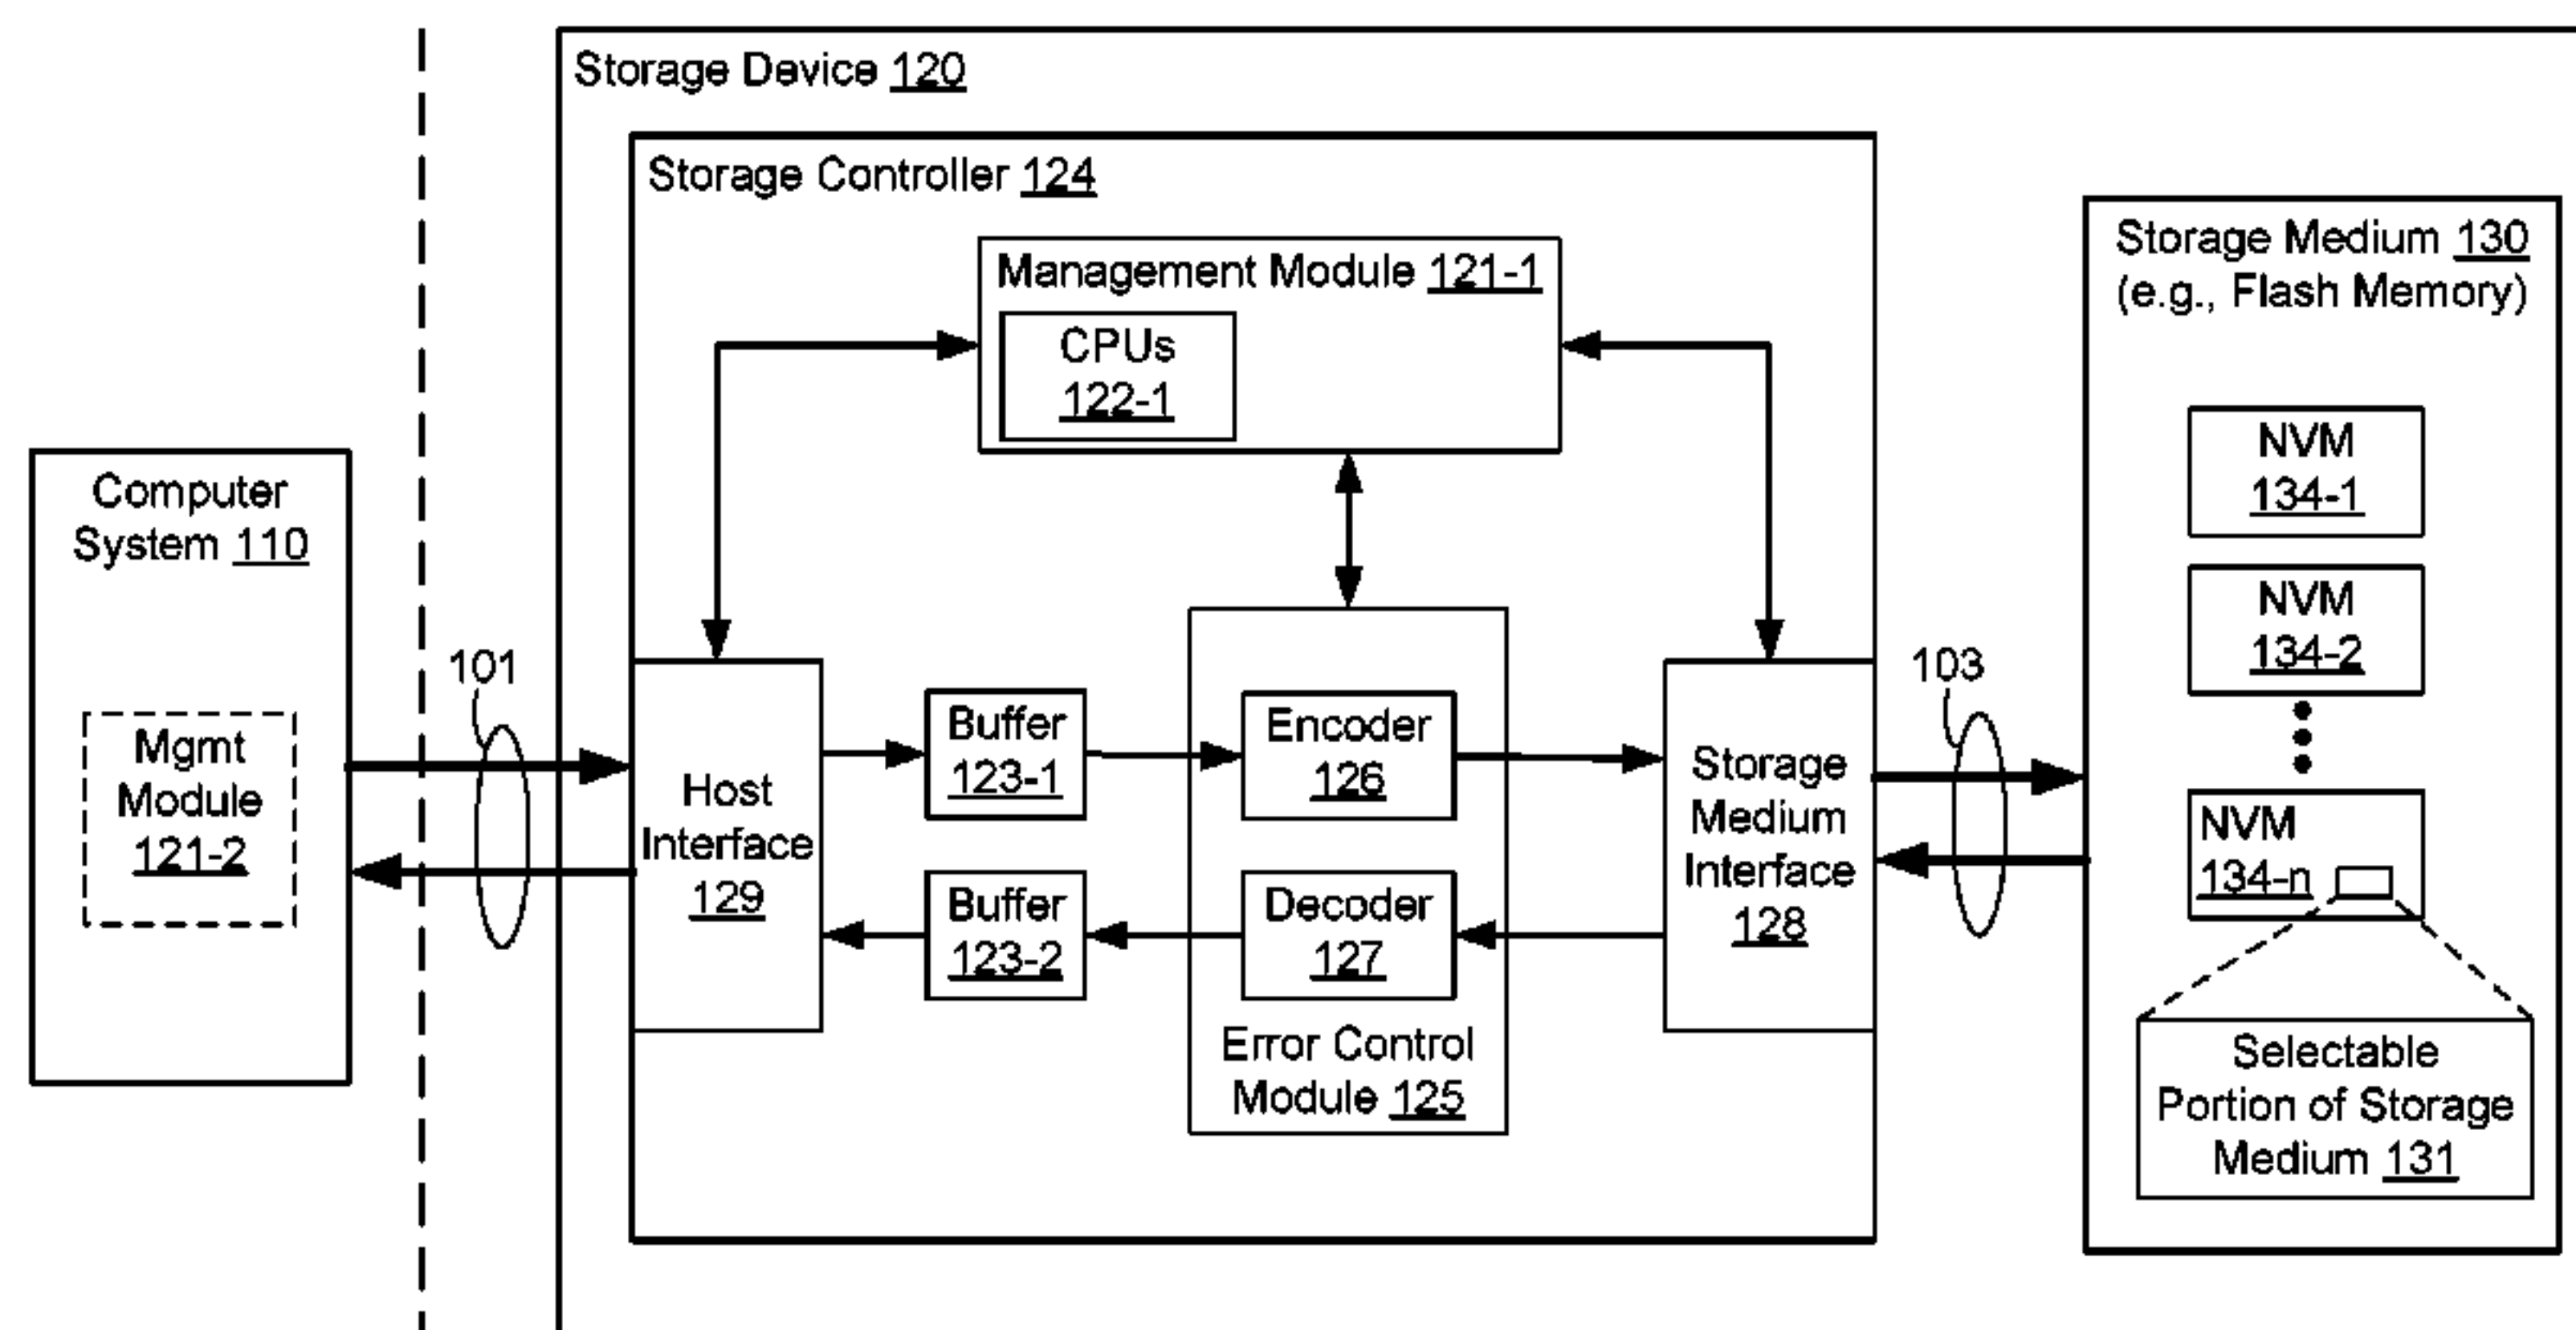 Storage Device 120
Storage Controller 124
Management Module 121-1
CPUs
122-1
Storage Medium 130
(e.g., Flash Memory)
NVM
134-1
NVM
134-2
NVM
134-n
Selectable
Portion of Storage
Medium 131
Computer
System 110
Mgmt
Module
121-2
101
Host
Interface
129
Buffer
123-1
Buffer
123-2
Encoder
126
Decoder
127
Error Control
Module 125
Storage
Medium
Interface
128
103